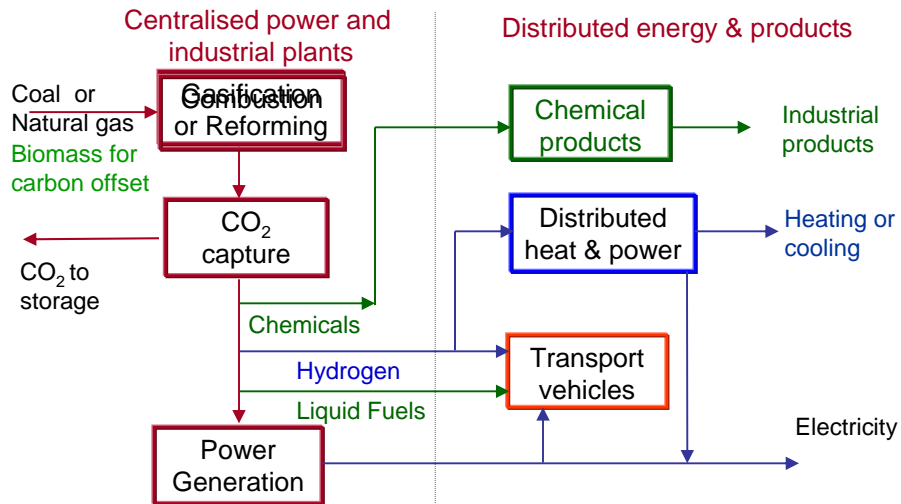 Centralised power and
industrial plants
Distributed energy & products
Coal or
Natural gas
Biomass for
carbon offset
Gasification
Combustion
or Reforming
Chemical
products
Industrial
products
CO2
capture
Distributed
heat & power
Heating or
cooling
CO2 to
storage
Chemicals
Hydrogen
Transport
vehicles
Liquid Fuels
Electricity
Power
Generation